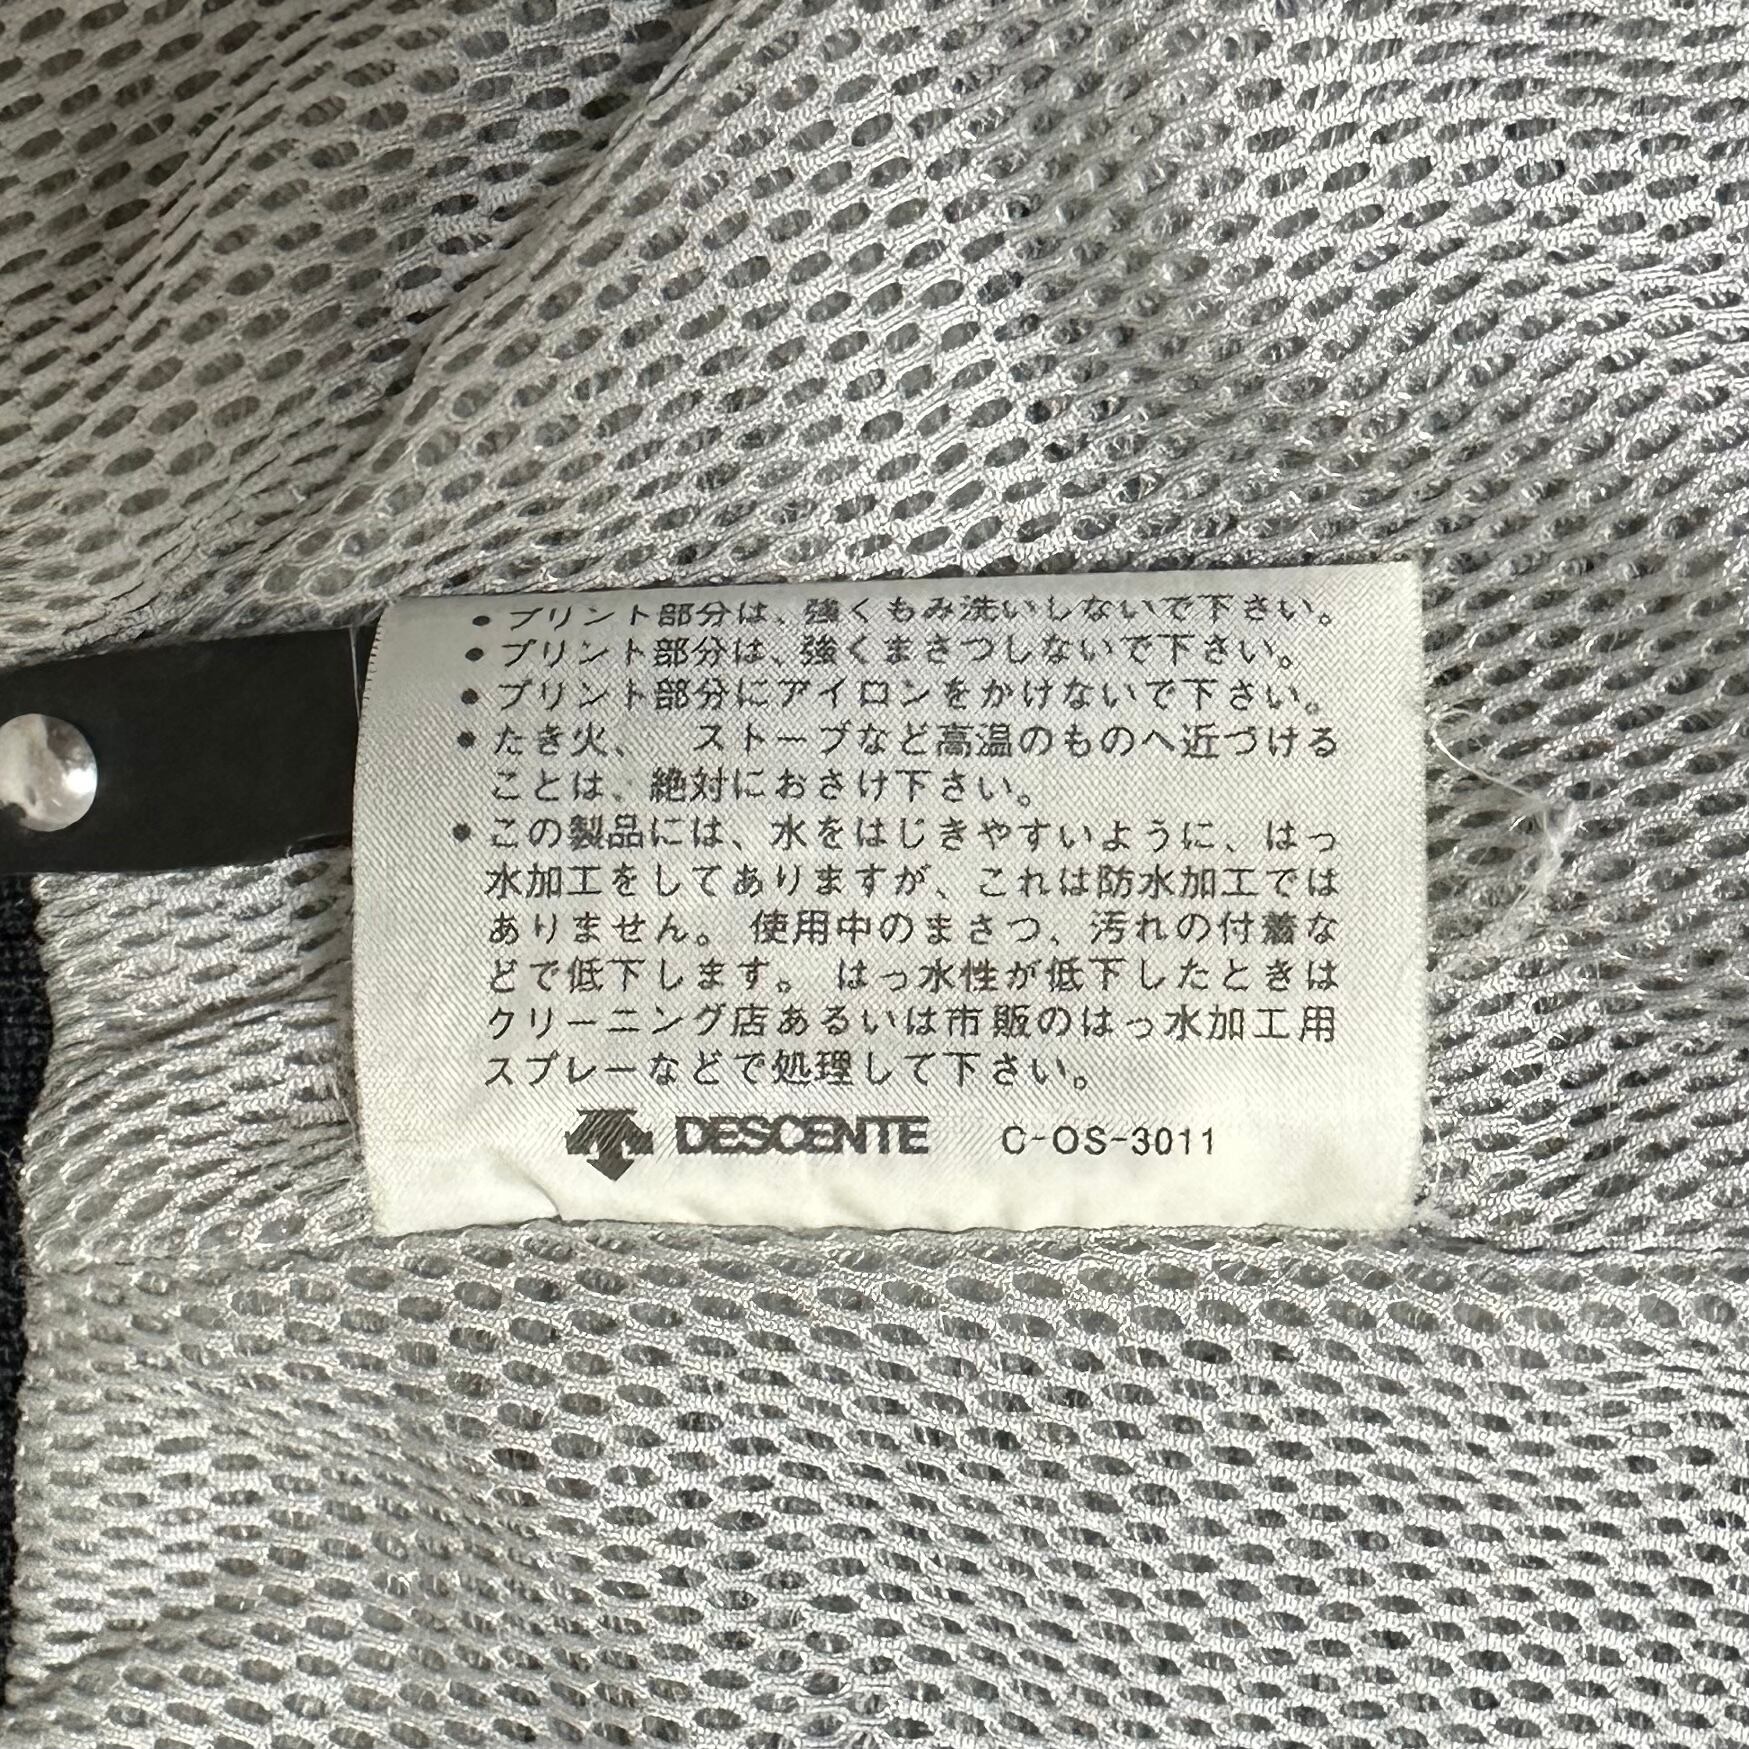 • プリント部分は、強くもみ洗いしないで下さい。
• プリント部分は、強くまさつしないで下さい。
• プリント部分にアイロンをかけないで下さい。
• たき火、 ストーブなど高温のものへ近づける
ことは、絶対におさけ下さい。
• この製品には、水をはじきやすいように、はっ
水加工をしてありますが、これは防水加工では
ありません。 使用中のまさつ、汚れの付着な
どで低下します。 はっ水性が低下したときは
クリーニング店あるいは市販のはっ水加工用
スプレーなどで処理して下さい。
DESCENTE C-OS-3011